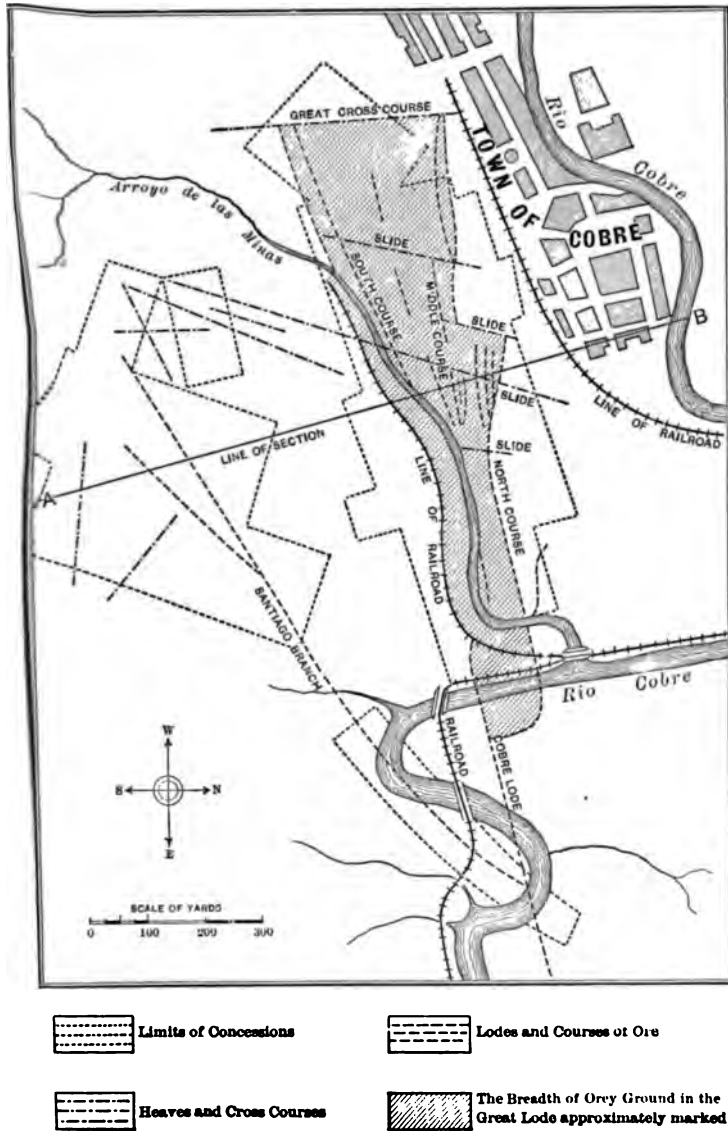 GREAT CROSS COURSE
Rio
Cobre
TOWN OF
COBRE
Arroyo de las
Minas
SLIDE
SOUTH COURSE
MIDDLE COURSE
SLIDE
B
SLIDE
LINE OF RAILROAD
LINE OF SECTION
A
SLIDE
NORTH COURSE
LINE OF RAILROAD
SANTIAGO BRANCH
Rio Cobre
RAILROAD
COBRE LODE
W
S N
E
SCALE OF YARDS
0 100 200 300
Limits of Concessions
Lodes and Courses of Ore
Heaves and Cross Courses
The Breadth of Orey Ground in the
Great Lode approximately marked